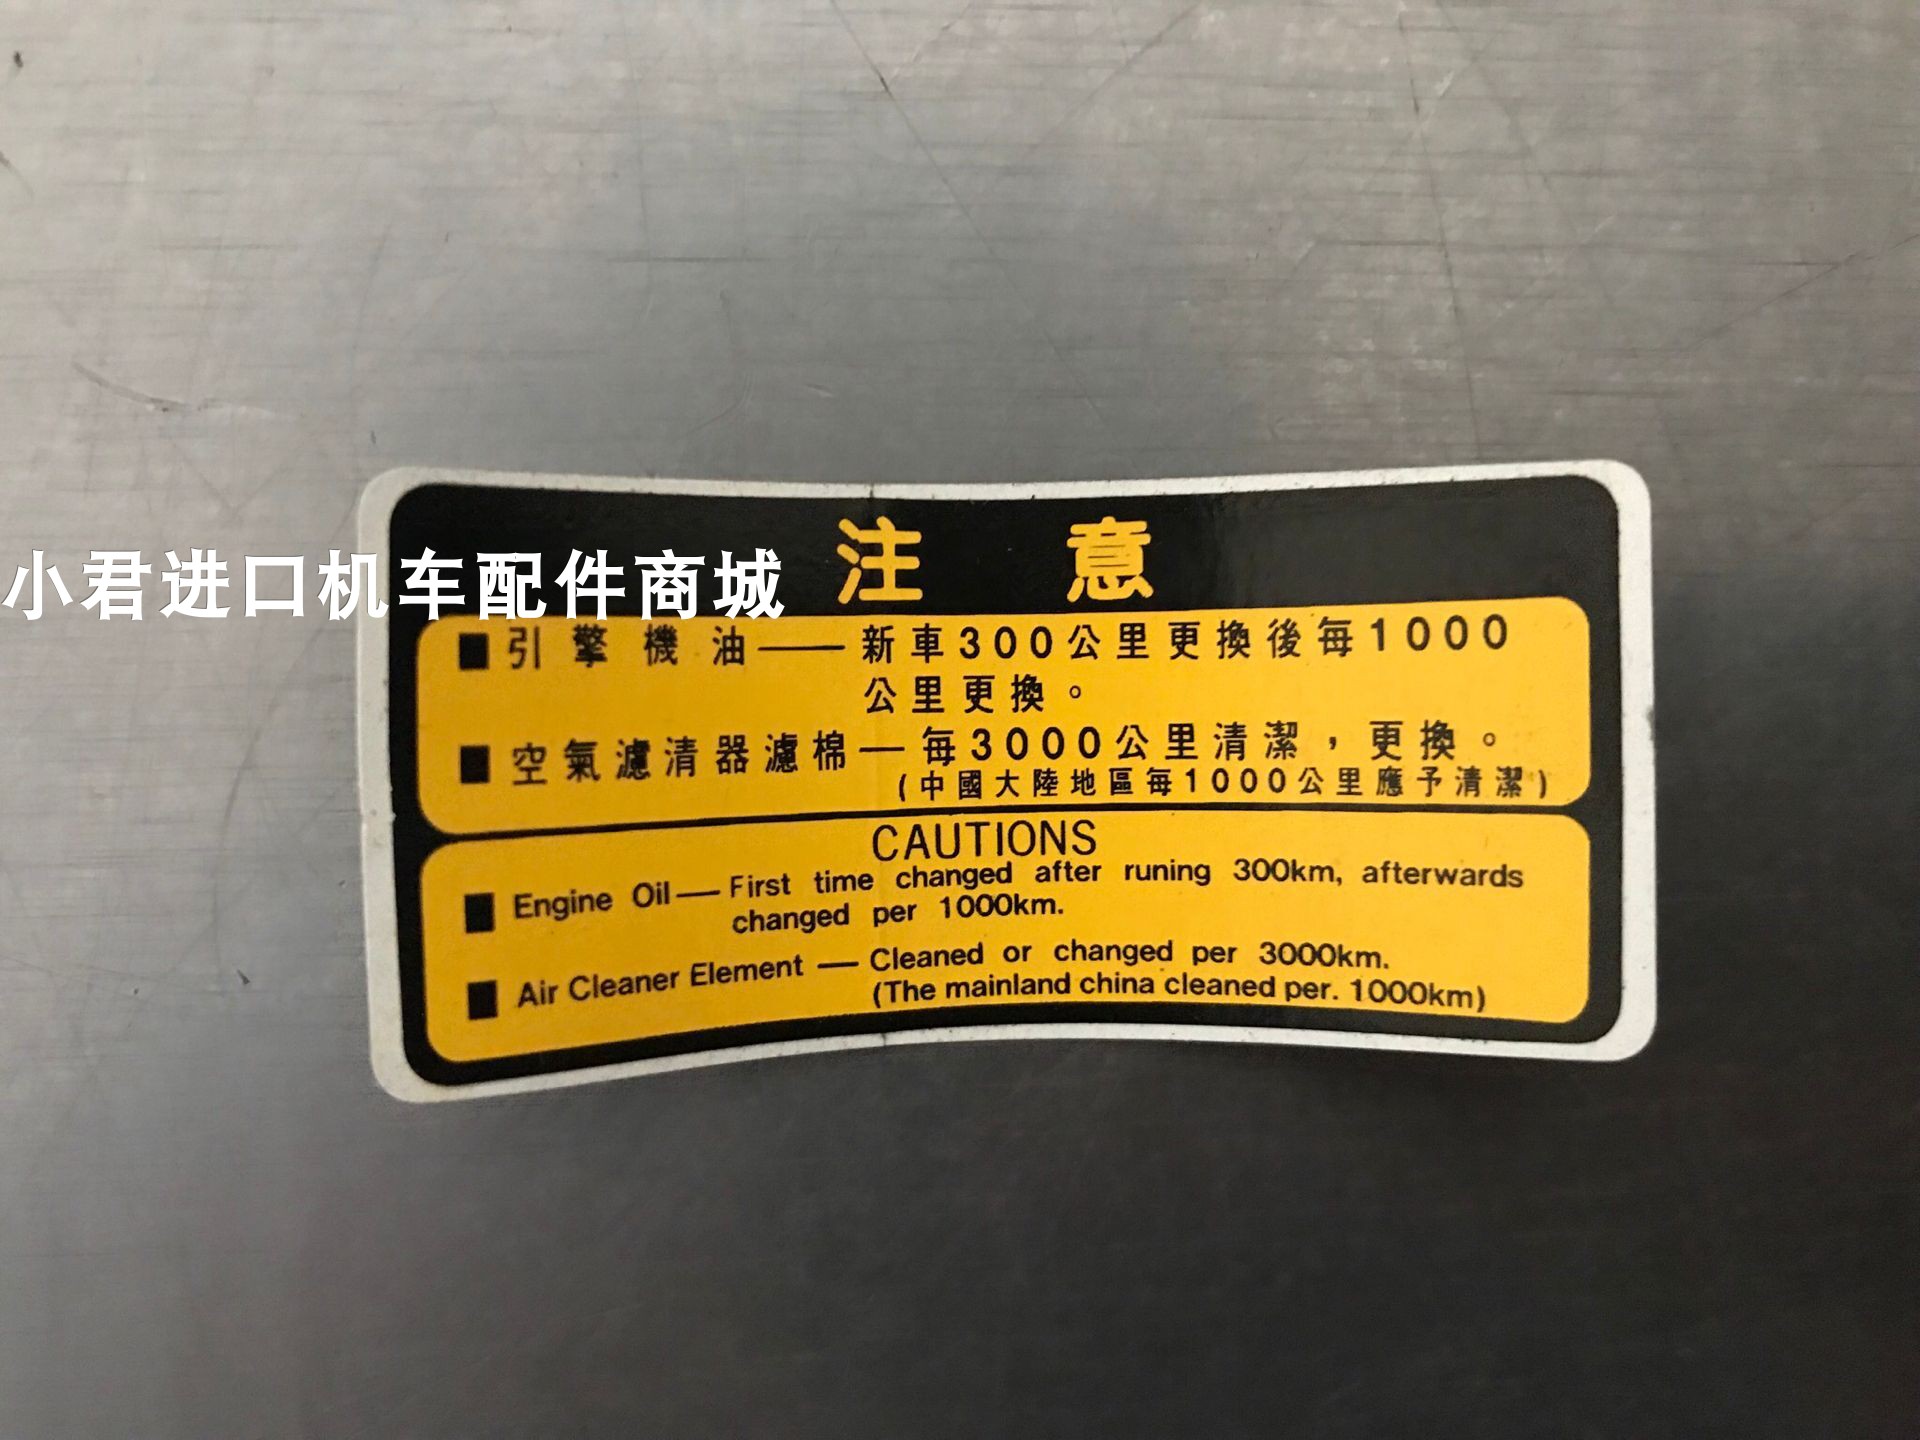 小君进口机车配件商城
注意
■引擎機油——新車300公里更換後每1000
公里更換。
■空氣濾清器濾棉—每3000公里清潔，更換。
(中國大陸地區每1000公里應予清潔)
CAUTIONS
■ Engine Oil — First time changed after runing 300km, afterwards
changed per 1000km.
■ Air Cleaner Element — Cleaned or changed per 3000km.
(The mainland china cleaned per. 1000km)